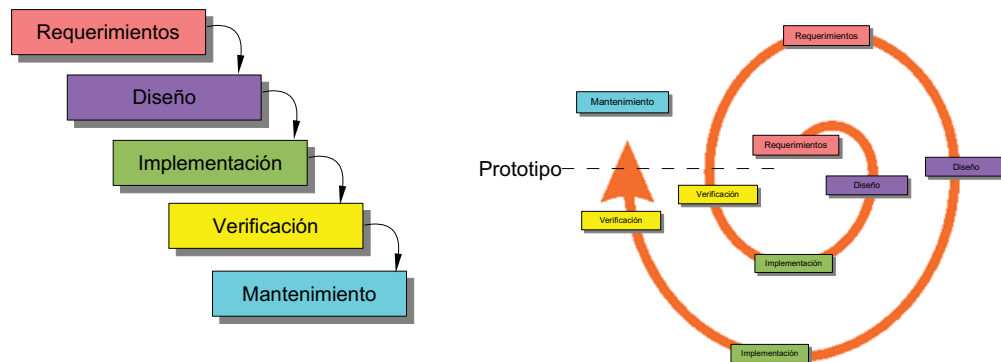 Requerimientos
Diseño
Implementación
Verificación
Mantenimiento
Requerimientos
Mantenimiento
Requerimientos
Prototipo
Diseño
Diseño
Verificación
Verificación
Implementación
Implementación